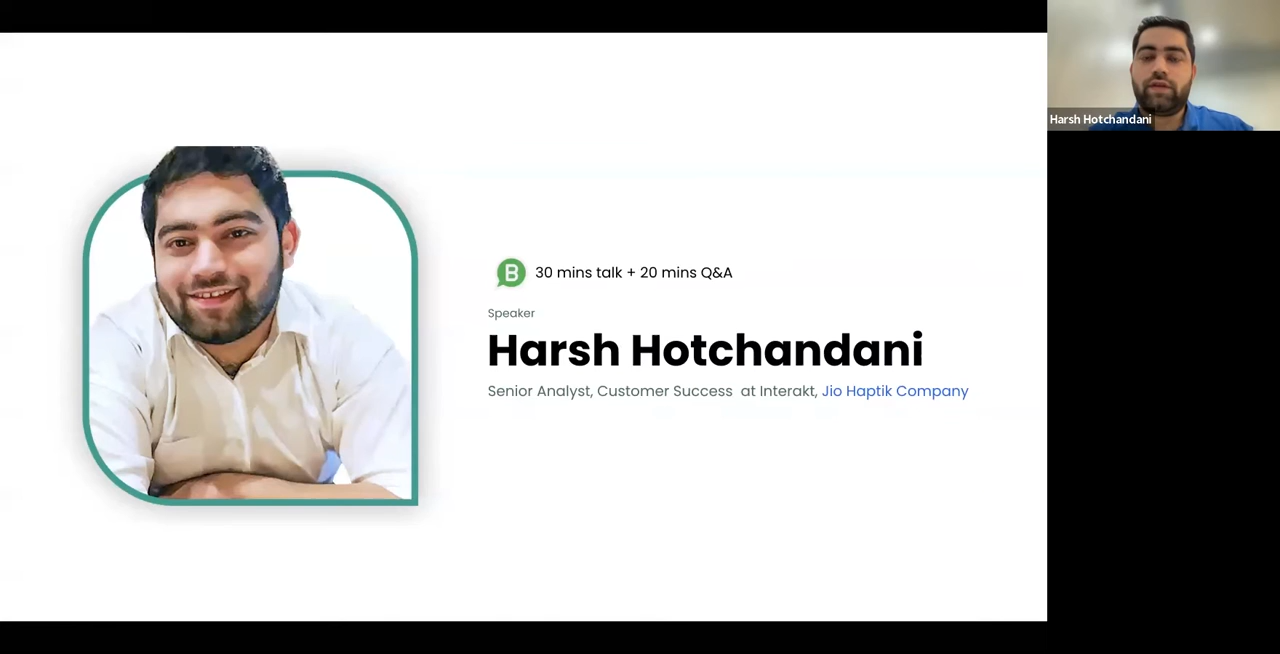 Harsh Hotchandani
B
30 mins talk + 20 mins Q&A
Speaker
Harsh Hotchandani
Senior Analyst, Customer Success at Interakt, Jio Haptik Company